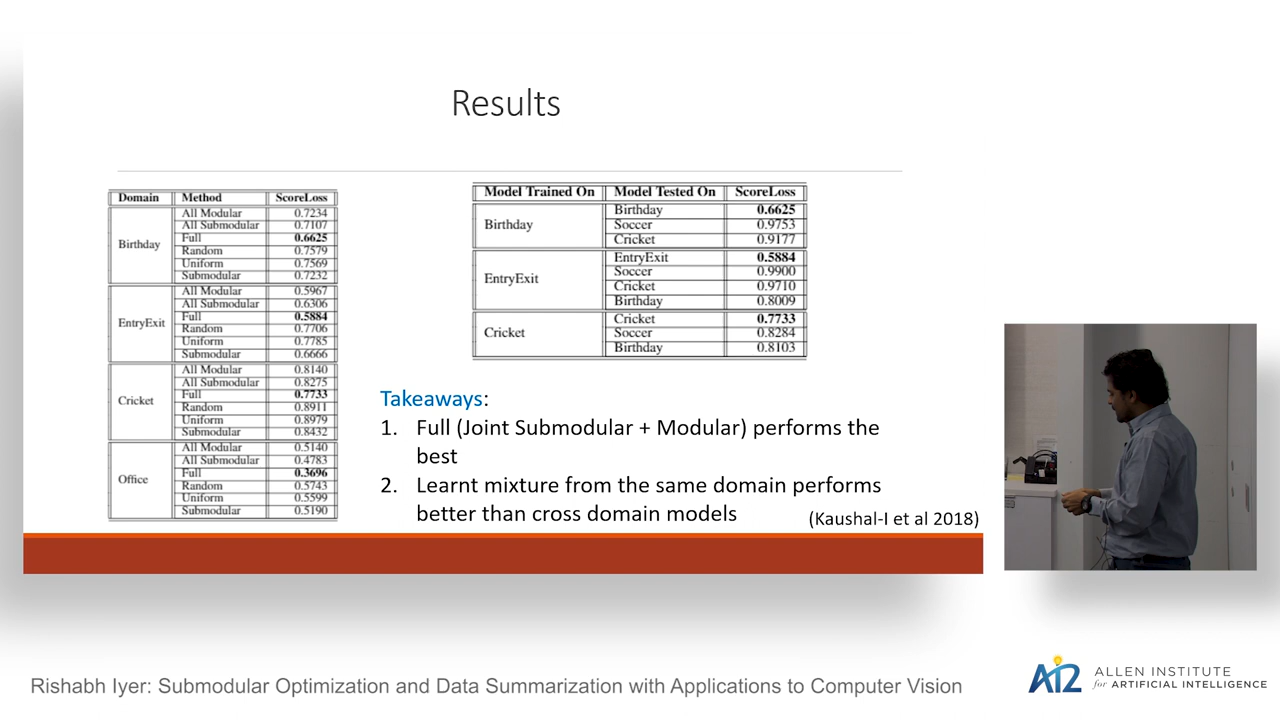 Results
Domain Method ScoreLoss
Birthday
All Modular 0.7234
All Submodular 0.7107
Full 0.6625
Random 0.7579
Uniform 0.7569
Submodular 0.7232
EntryExit
All Modular 0.5967
All Submodular 0.6306
Full 0.5884
Random 0.7706
Uniform 0.7785
Submodular 0.6666
Cricket
All Modular 0.8140
All Submodular 0.8275
Full 0.7733
Random 0.8911
Uniform 0.8979
Submodular 0.8432
Office
All Modular 0.5140
All Submodular 0.4783
Full 0.3696
Random 0.5743
Uniform 0.5599
Submodular 0.5190
Model Trained On Model Tested On ScoreLoss
Birthday
Birthday 0.6625
Soccer 0.9753
Cricket 0.9177
EntryExit
EntryExit 0.5884
Soccer 0.9900
Cricket 0.9710
Birthday 0.8009
Cricket
Cricket 0.7733
Soccer 0.8284
Birthday 0.8103
Takeaways:
1. Full (Joint Submodular + Modular) performs the
best
2. Learnt mixture from the same domain performs
better than cross domain models
(Kaushal-I et al 2018)
Rishabh Iyer: Submodular Optimization and Data Summarization with Applications to Computer Vision
AI2 ALLEN INSTITUTE
for ARTIFICIAL INTELLIGENCE